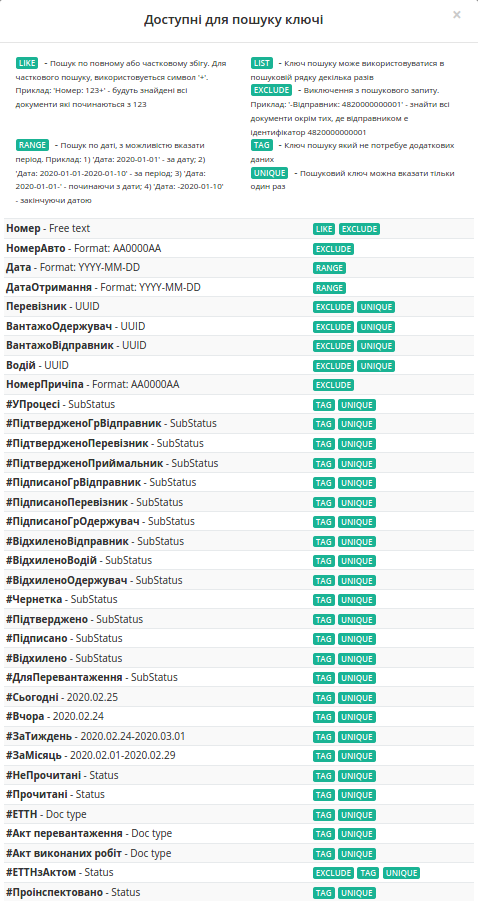 Доступні для пошуку ключі
×
LIKE - Пошук по повному або частковому збігу. Для
часткового пошуку, використовуеться символ '+'.
Приклад: 'Номер: 123+' - будуть знайдені всі
документи які починаються з 123
LIST - Ключ пошуку може використовуватися в
пошуковій рядку декілька разів
EXCLUDE - Виключення з пошукового запиту.
Приклад: '-Відправник: 4820000000001' - знайти всі
документи окрім тих, де відправником е
ідентифікатор 4820000000001
RANGE - Пошук по даті, з можливістю вказати
період. Приклад: 1) 'Дата: 2020-01-01' - за дату; 2)
'Дата: 2020-01-01-2020-01-10' - за період; 3) 'Дата:
2020-01-01-' - починаючи з дати; 4) 'Дата: -2020-01-10'
- закінчуючи датою
TAG - Ключ пошуку який не потребує додаткових
даних
UNIQUE - Пошуковий ключ можна вказати тільки
один раз
Номер - Free text LIKE EXCLUDE
НомерАвто - Format: AA0000AA EXCLUDE
Дата - Format: YYYY-MM-DD RANGE
ДатаОтримання - Format: YYYY-MM-DD RANGE
Перевізник - UUID EXCLUDE UNIQUE
ВантажоОдержувач - UUID EXCLUDE UNIQUE
ВантажоВідправник - UUID EXCLUDE UNIQUE
Водій - UUID EXCLUDE UNIQUE
НомерПричіпа - Format: AA0000AA EXCLUDE
#УПроцесі - SubStatus TAG UNIQUE
#ПідтвердженоГрВідправник - SubStatus TAG UNIQUE
#ПідтвердженоПеревізник - SubStatus TAG UNIQUE
#ПідтвердженоПриймальник - SubStatus TAG UNIQUE
#ПідписаноГрВідправник - SubStatus TAG UNIQUE
#ПідписаноПеревізник - SubStatus TAG UNIQUE
#ПідписаноГрОдержувач - SubStatus TAG UNIQUE
#ВідхиленоВідправник - SubStatus TAG UNIQUE
#ВідхиленоВодій - SubStatus TAG UNIQUE
#ВідхиленоОдержувач - SubStatus TAG UNIQUE
#Чернетка - SubStatus TAG UNIQUE
#Підтверджено - SubStatus TAG UNIQUE
#Підписано - SubStatus TAG UNIQUE
#Відхилено - SubStatus TAG UNIQUE
#ДляПеревантаження - SubStatus TAG UNIQUE
#Сьогодні - 2020.02.25 TAG UNIQUE
#Вчора - 2020.02.24 TAG UNIQUE
#ЗаТиждень - 2020.02.24-2020.03.01 TAG UNIQUE
#ЗаМісяць - 2020.02.01-2020.02.29 TAG UNIQUE
#НеПрочитані - Status TAG UNIQUE
#Прочитані - Status TAG UNIQUE
#ЕТТН - Doc type TAG UNIQUE
#Акт перевантаження - Doc type TAG UNIQUE
#Акт виконаних робіт - Doc type TAG UNIQUE
#ЕТТНзАктом - Status EXCLUDE TAG UNIQUE
#Проінспектовано - Status TAG UNIQUE